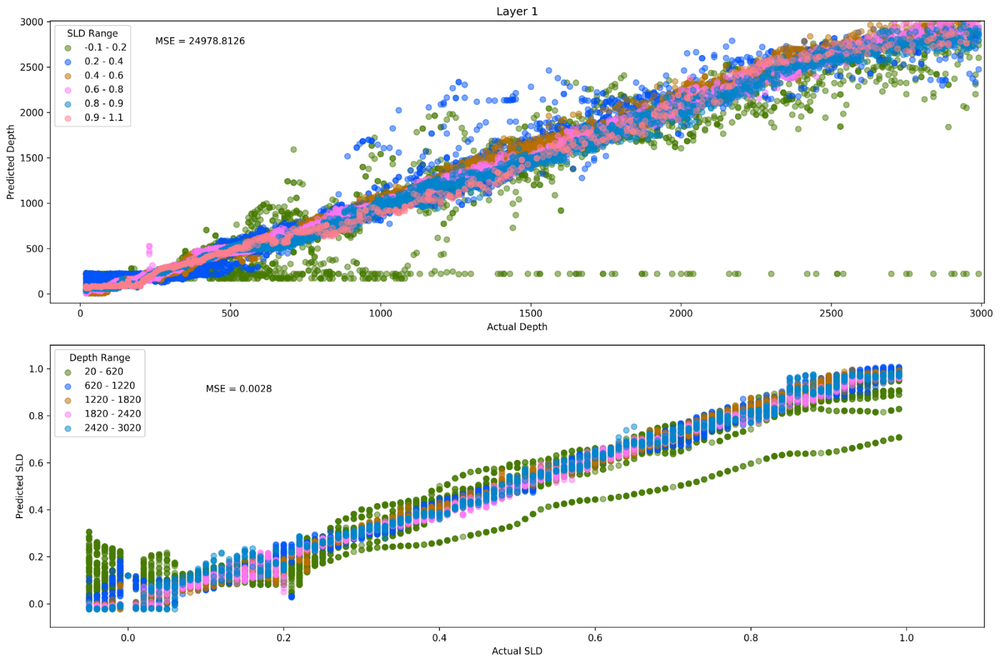 Layer 1
3000
2500
2000
1500
1000
500
0
Predicted Depth
SLD Range
-0.1 - 0.2
0.2 - 0.4
0.4 - 0.6
0.6 - 0.8
0.8 - 0.9
0.9 - 1.1
MSE = 24978.8126
0 500 1000 1500 2000 2500 3000
Actual Depth
1.0
0.8
0.6
0.4
0.2
0.0
Predicted SLD
Depth Range
20 - 620
620 - 1220
1220 - 1820
1820 - 2420
2420 - 3020
MSE = 0.0028
0.0 0.2 0.4 0.6 0.8 1.0
Actual SLD